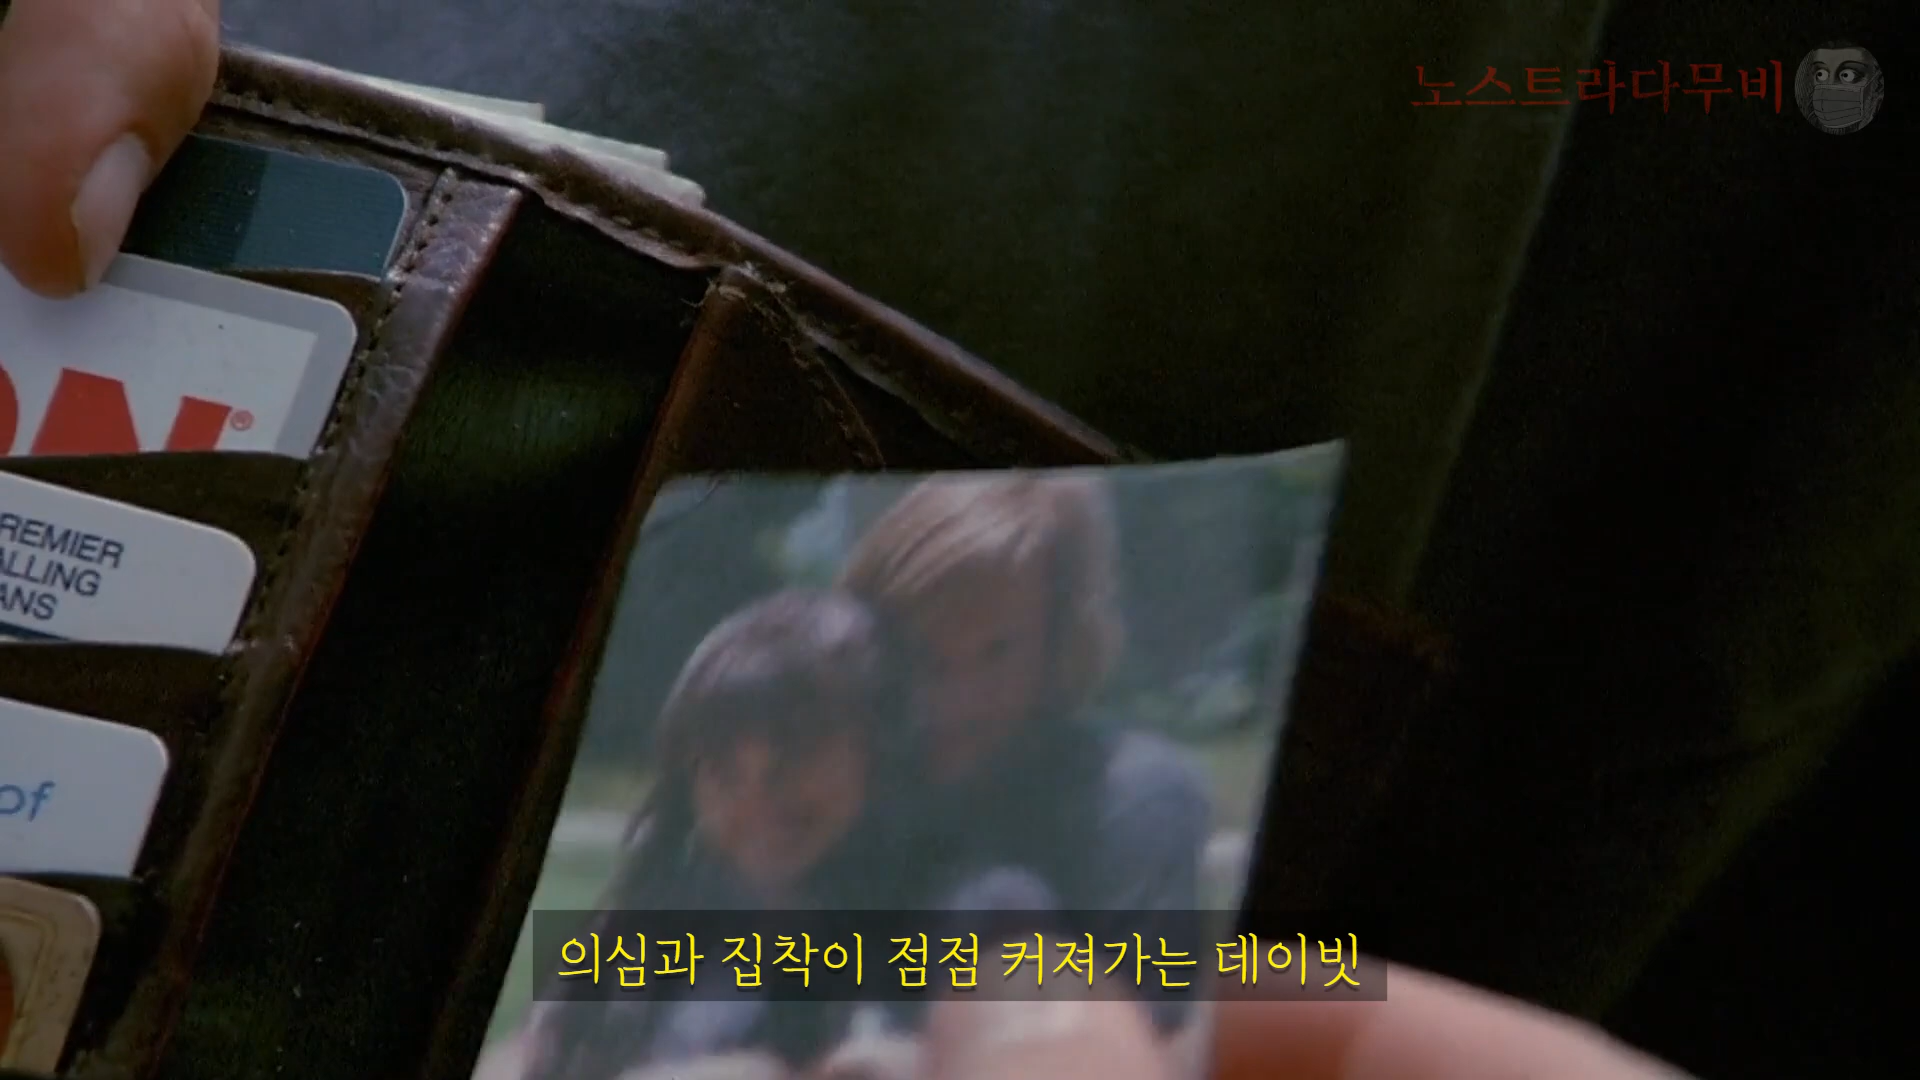 노스트라다무비
ON®
REMIER
ALLING
ANS
of
의심과 집착이 점점 커져가는 데이빗